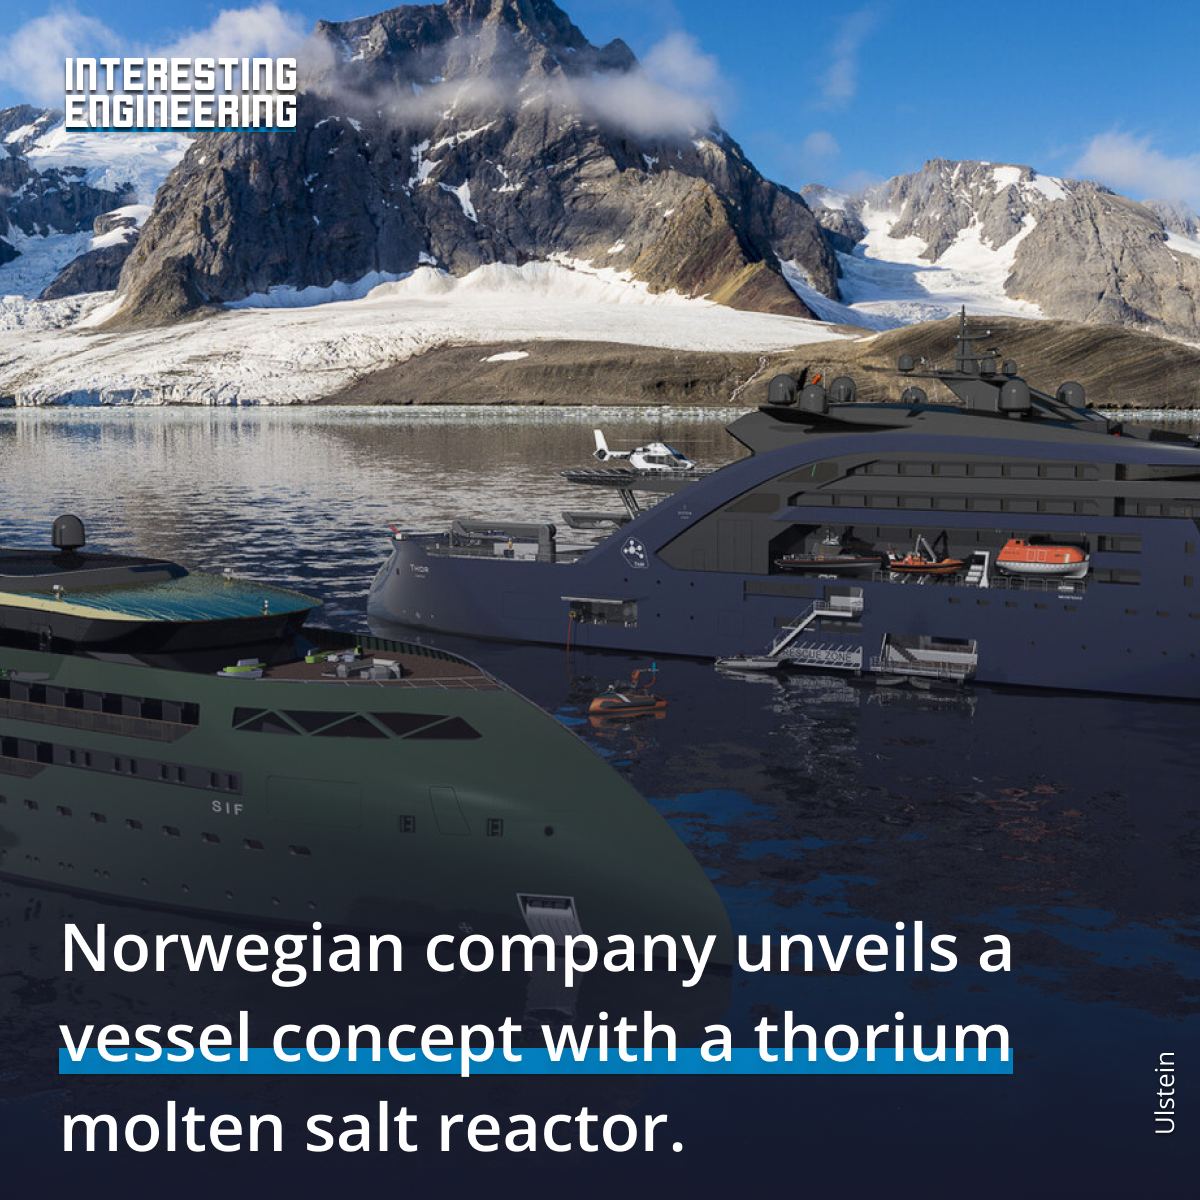 INTERESTING
ENGINEERING
THOR
RESCUE ZONE
SIF
Norwegian company unveils a
vessel concept with a thorium
molten salt reactor.
Ulstein